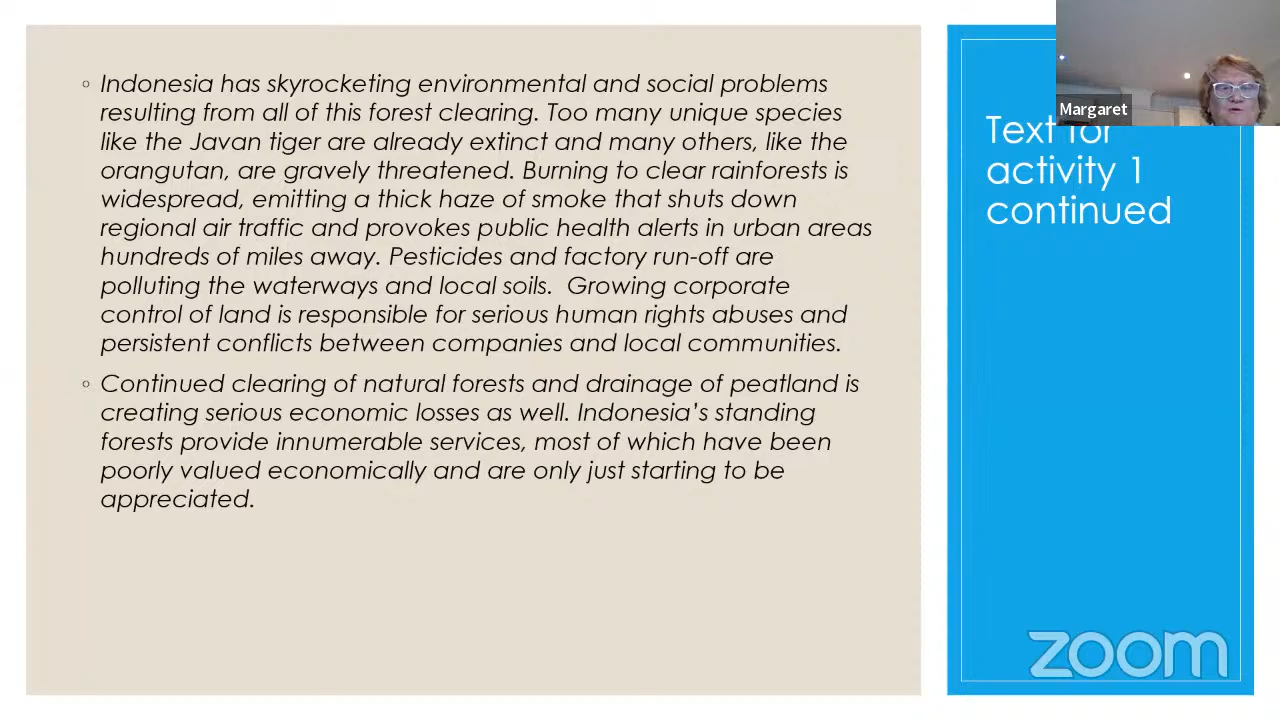 Indonesia has skyrocketing environmental and social problems
resulting from all of this forest clearing. Too many unique species
like the Javan tiger are already extinct and many others, like the
orangutan, are gravely threatened. Burning to clear rainforests is
widespread, emitting a thick haze of smoke that shuts down
regional air traffic and provokes public health alerts in urban areas
hundreds of miles away. Pesticides and factory run-off are
polluting the waterways and local soils.  Growing corporate
control of land is responsible for serious human rights abuses and
persistent conflicts between companies and local communities.
Continued clearing of natural forests and drainage of peatland is
creating serious economic losses as well. Indonesia’s standing
forests provide innumerable services, most of which have been
poorly valued economically and are only just starting to be
appreciated.
Margaret
Text for
activity 1
continued
zoom